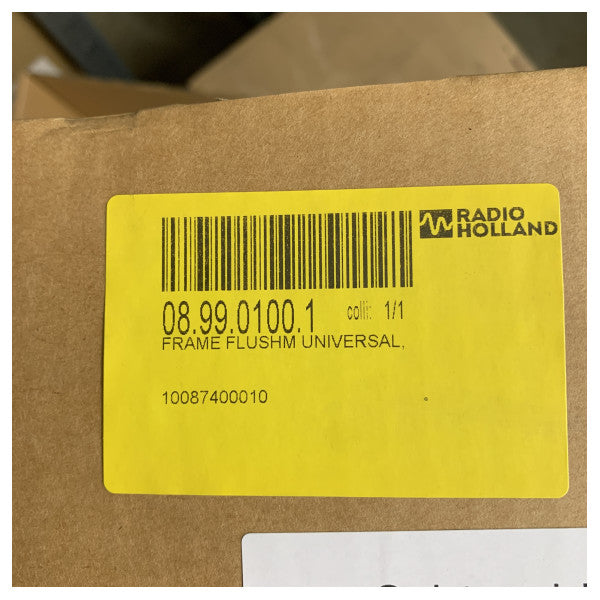 RADIO
HOLLAND
08.99.0100.1 colli: 1/1
FRAME FLUSHM UNIVERSAL,
10087400010